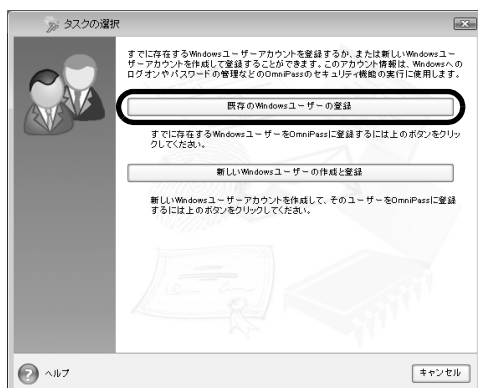 タスクの選択
すでに存在するWindowsユーザーアカウントを登録するか、または新しいWindowsユー
ザーアカウントを作成して登録することができます。このアカウント情報は、Windowsへの
ログオンやパスワードの管理などのOmniPassのセキュリティ機能の実行に使用します。
既存のWindowsユーザーの登録
すでに存在するWindowsユーザーをOmniPassに登録するには上のボタンをクリッ
クしてください。
新しいWindowsユーザーの作成と登録
新しいWindowsユーザーアカウントを作成して、そのユーザーをOmniPassに登録
するには上のボタンをクリックしてください。
ヘルプ
キャンセル